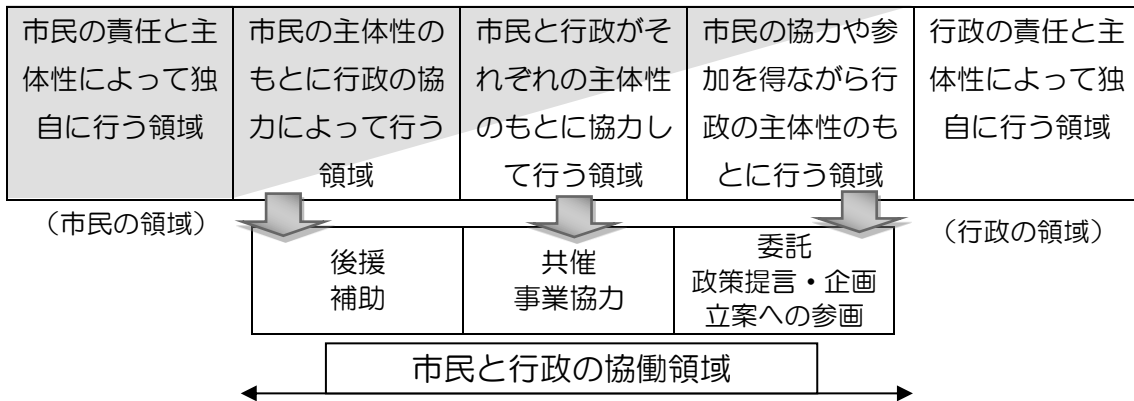 市民の責任と主
体性によって独
自に行う領域
市民の主体性の
もとに行政の協
力によって行う
領域
市民と行政がそ
れぞれの主体性
のもとに協力し
て行う領域
市民の協力や参
加を得ながら行
政の主体性のも
とに行う領域
行政の責任と主
体性によって独
自に行う領域
（市民の領域）
（行政の領域）
後援
補助
共催
事業協力
委託
政策提言・企画
立案への参画
市民と行政の協働領域